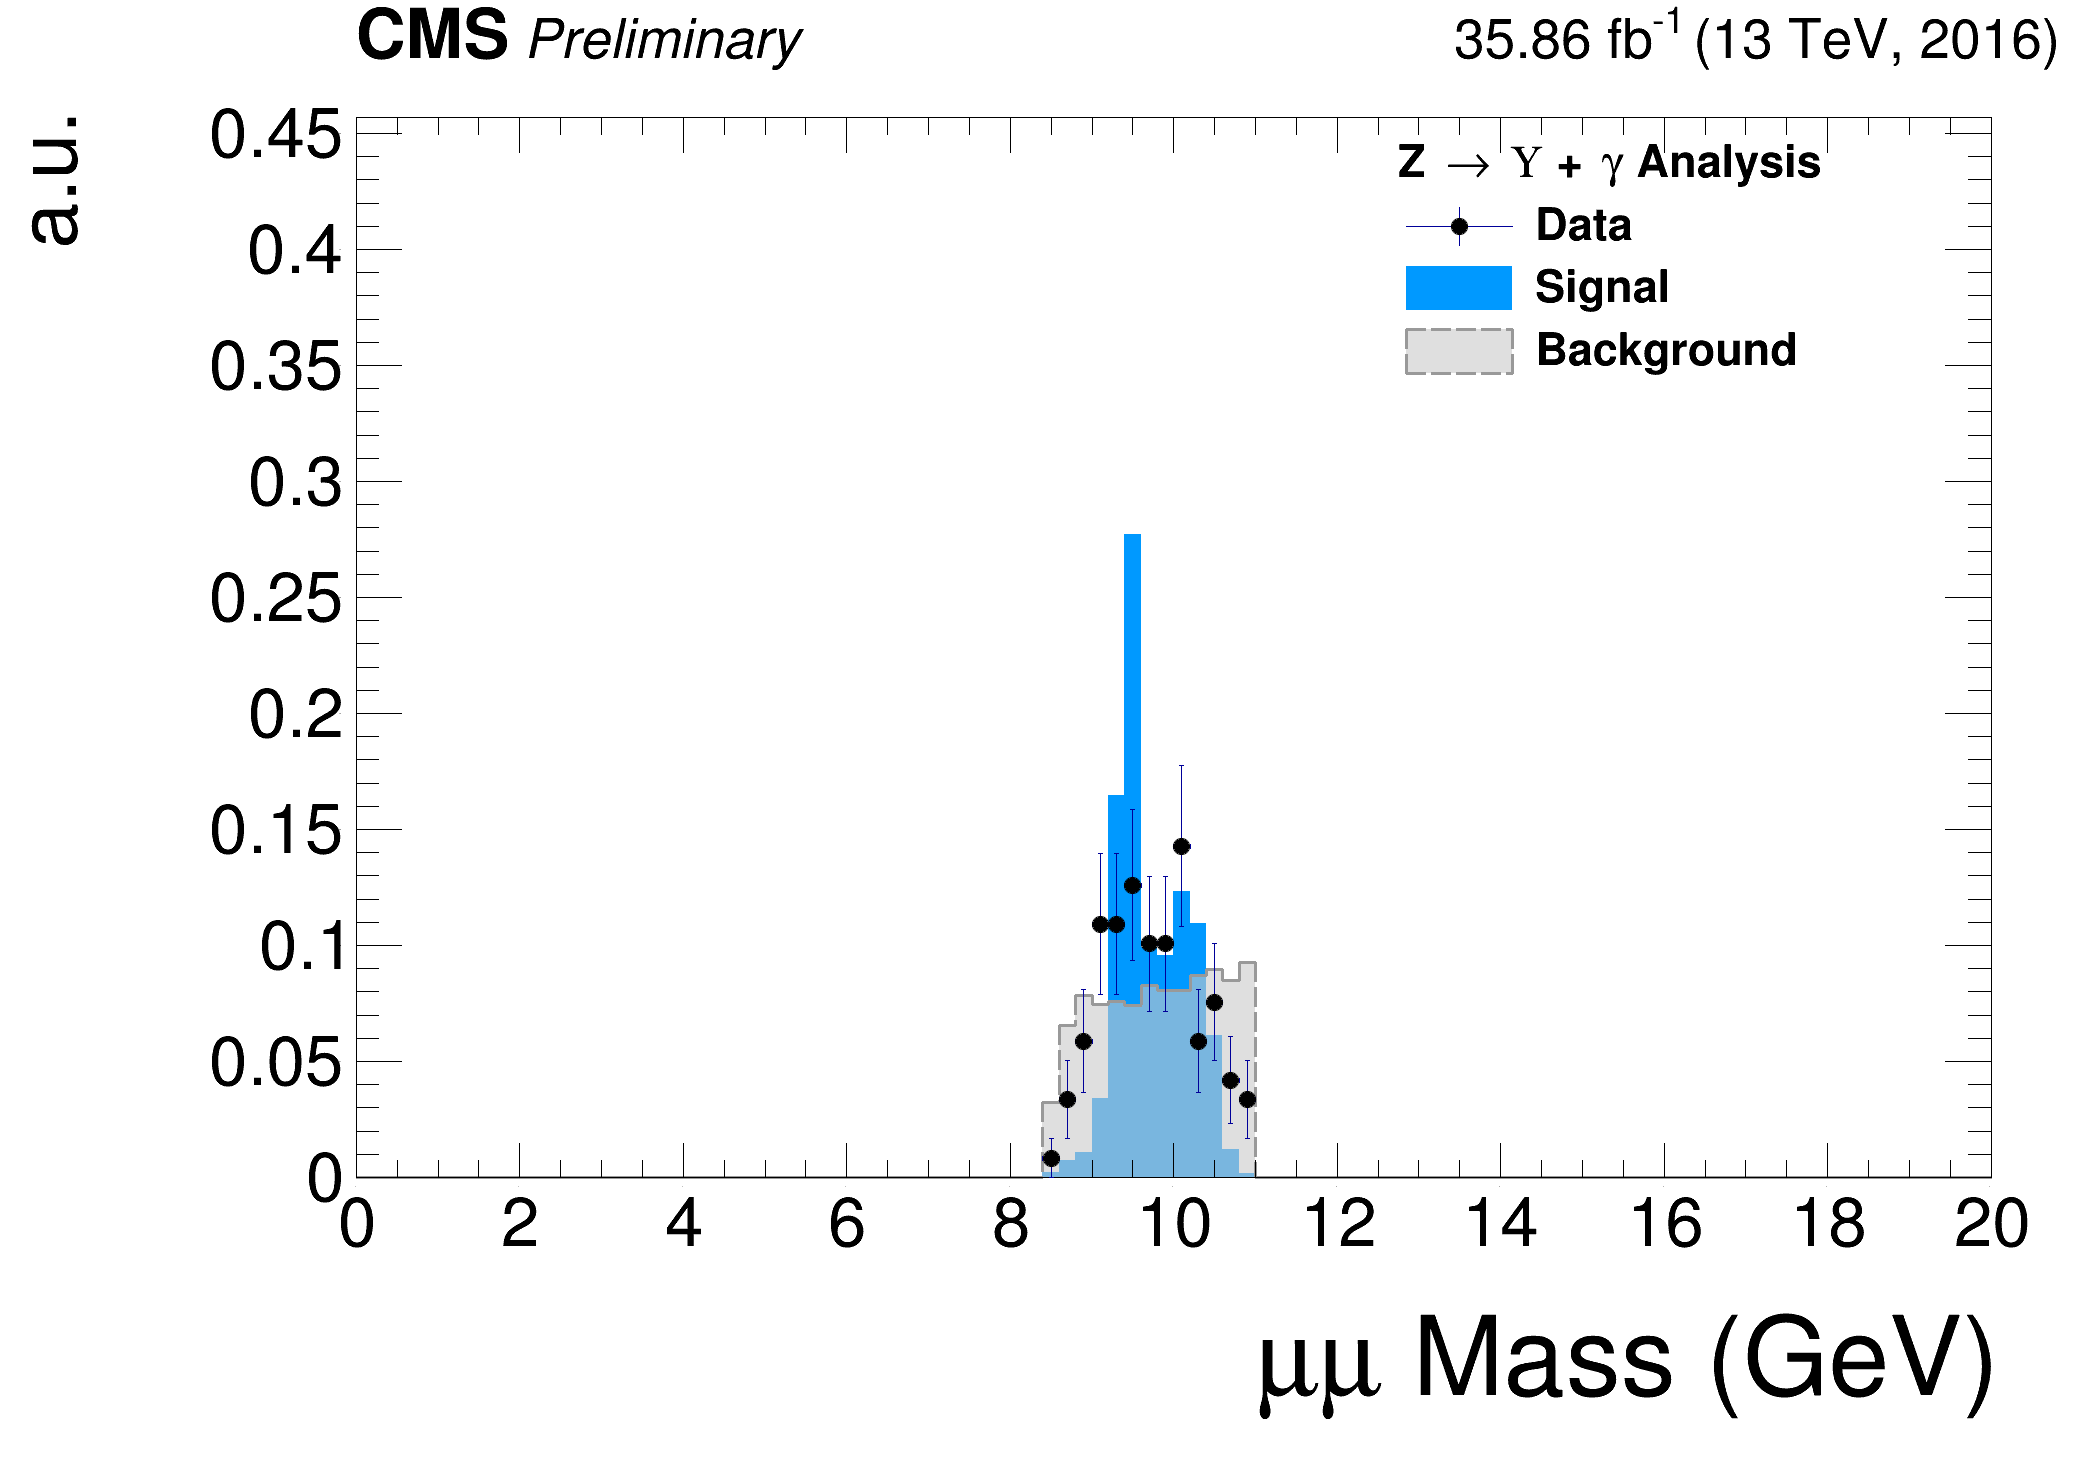 CMS Preliminary 35.86 fb⁻¹ (13 TeV, 2016)
a.u.
0.45
0.4
0.35
0.3
0.25
0.2
0.15
0.1
0.05
0
Z → ϒ + γ Analysis
Data
Signal
Background
0 2 4 6 8 10 12 14 16 18 20
μμ Mass (GeV)